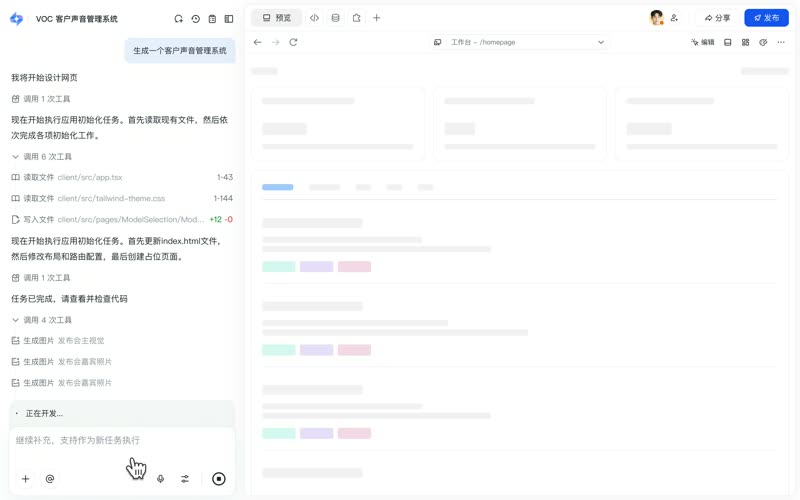 VOC 客户声音管理系统
生成一个客户声音管理系统
我将开始设计网页
调用 1 次工具
现在开始执行应用初始化任务。首先读取现有文件，然后依
次完成各项初始化工作。
调用 6 次工具
读取文件 client/src/app.tsx 1-43
读取文件 client/src/tailwind-theme.css 1-144
写入文件 client/src/pages/ModelSelection/Mod... +12 -0
现在开始执行应用初始化任务。首先更新index.html文件，
然后修改布局和路由配置，最后创建占位页面。
调用 1 次工具
任务已完成，请查看并检查代码
调用 4 次工具
生成图片 发布会主视觉
生成图片 发布会嘉宾照片
生成图片 发布会嘉宾照片
正在开发...
继续补充，支持作为新任务执行
预览
分享
发布
工作台 - /homepage
编辑